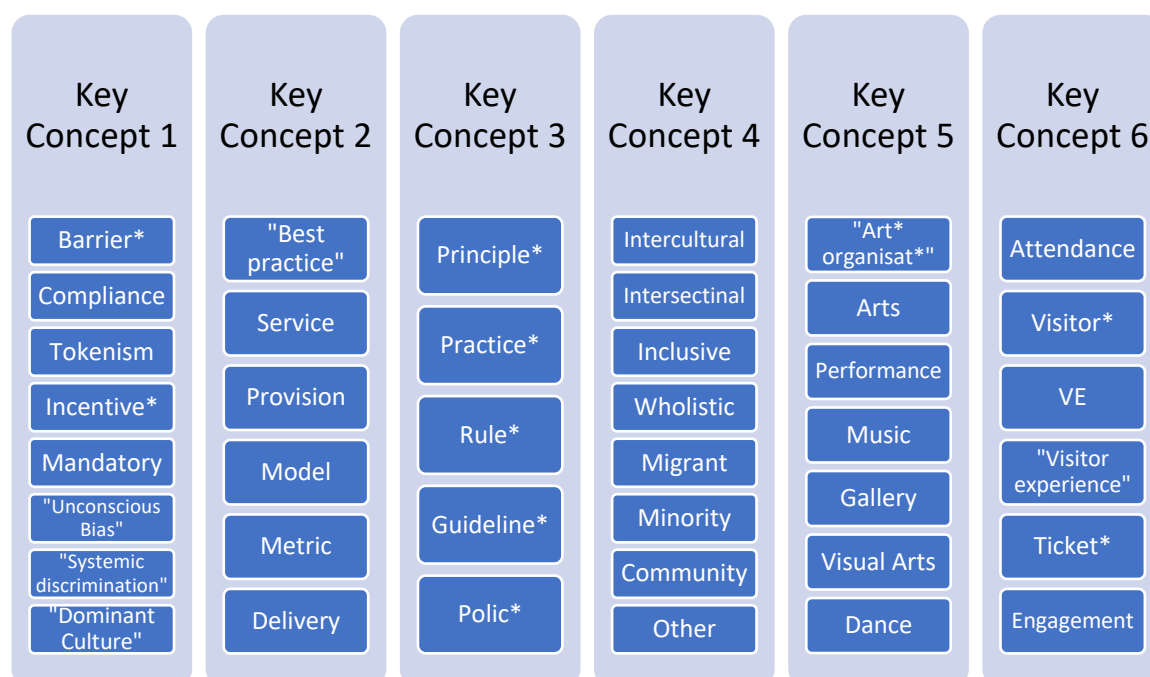 Key
Concept 1
Barrier*
Compliance
Tokenism
Incentive*
Mandatory
"Unconscious
Bias"
"Systemic
discrimination"
"Dominant
Culture"
Key
Concept 2
"Best
practice"
Service
Provision
Model
Metric
Delivery
Key
Concept 3
Principle*
Practice*
Rule*
Guideline*
Polic*
Key
Concept 4
Intercultural
Intersectinal
Inclusive
Wholistic
Migrant
Minority
Community
Other
Key
Concept 5
"Art*
organisat*"
Arts
Performance
Music
Gallery
Visual Arts
Dance
Key
Concept 6
Attendance
Visitor*
VE
"Visitor
experience"
Ticket*
Engagement